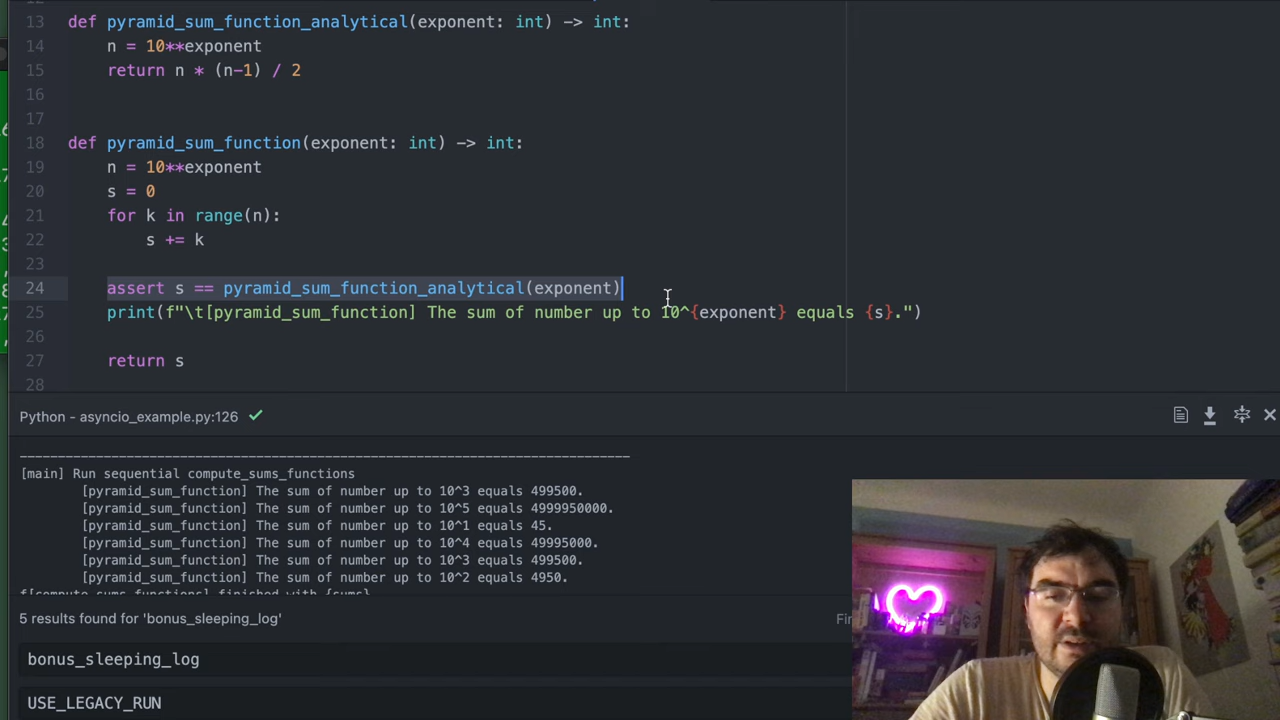 13 def pyramid_sum_function_analytical(exponent: int) -> int:
14 n = 10**exponent
15 return n * (n-1) / 2
16
17
18 def pyramid_sum_function(exponent: int) -> int:
19 n = 10**exponent
20 s = 0
21 for k in range(n):
22 s += k
23
24 assert s == pyramid_sum_function_analytical(exponent)
25 print(f"\t[pyramid_sum_function] The sum of number up to 10^{exponent} equals {s}.")
26
27 return s
28
Python - asyncio_example.py:126
[main] Run sequential compute_sums_functions
[pyramid_sum_function] The sum of number up to 10^3 equals 499500.
[pyramid_sum_function] The sum of number up to 10^5 equals 4999950000.
[pyramid_sum_function] The sum of number up to 10^1 equals 45.
[pyramid_sum_function] The sum of number up to 10^4 equals 49995000.
[pyramid_sum_function] The sum of number up to 10^3 equals 499500.
[pyramid_sum_function] The sum of number up to 10^2 equals 4950.
f[compute_sums_functions] finished with {sums}
5 results found for 'bonus_sleeping_log'
bonus_sleeping_log
USE_LEGACY_RUN